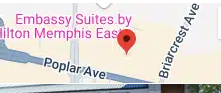 Embassy Suites by
Hilton Memphis East
Poplar Ave
Briarcrest Ave